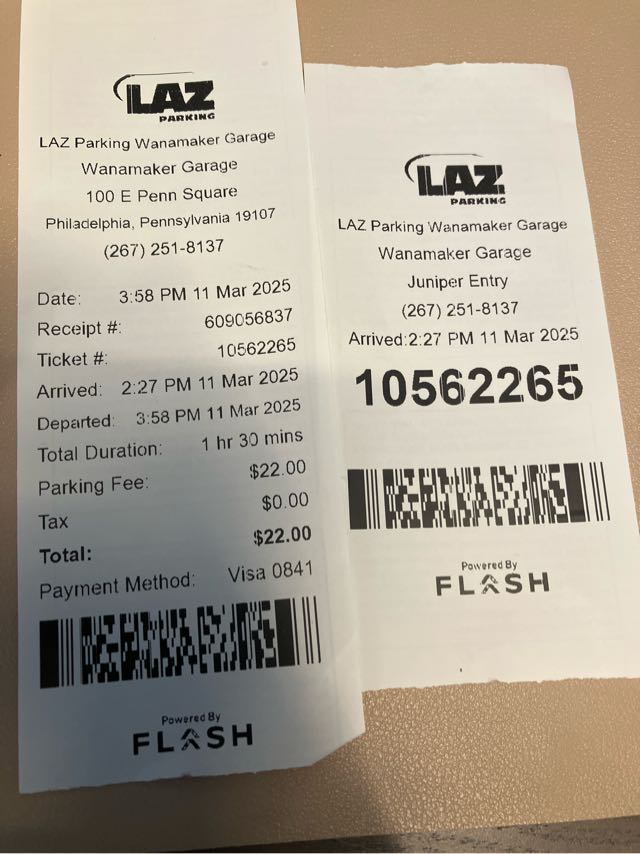 LAZ
PARKING
LAZ Parking Wanamaker Garage
Wanamaker Garage
100 E Penn Square
Philadelphia, Pennsylvania 19107
(267) 251-8137
Date: 3:58 PM 11 Mar 2025
Receipt #: 609056837
Ticket #: 10562265
Arrived: 2:27 PM 11 Mar 2025
Departed: 3:58 PM 11 Mar 2025
Total Duration: 1 hr 30 mins
Parking Fee: $22.00
Tax $0.00
Total: $22.00
Payment Method: Visa 0841
Powered By
FLASH
LAZ
PARKING
LAZ Parking Wanamaker Garage
Wanamaker Garage
Juniper Entry
(267) 251-8137
Arrived:2:27 PM 11 Mar 2025
10562265
Powered By
FLASH